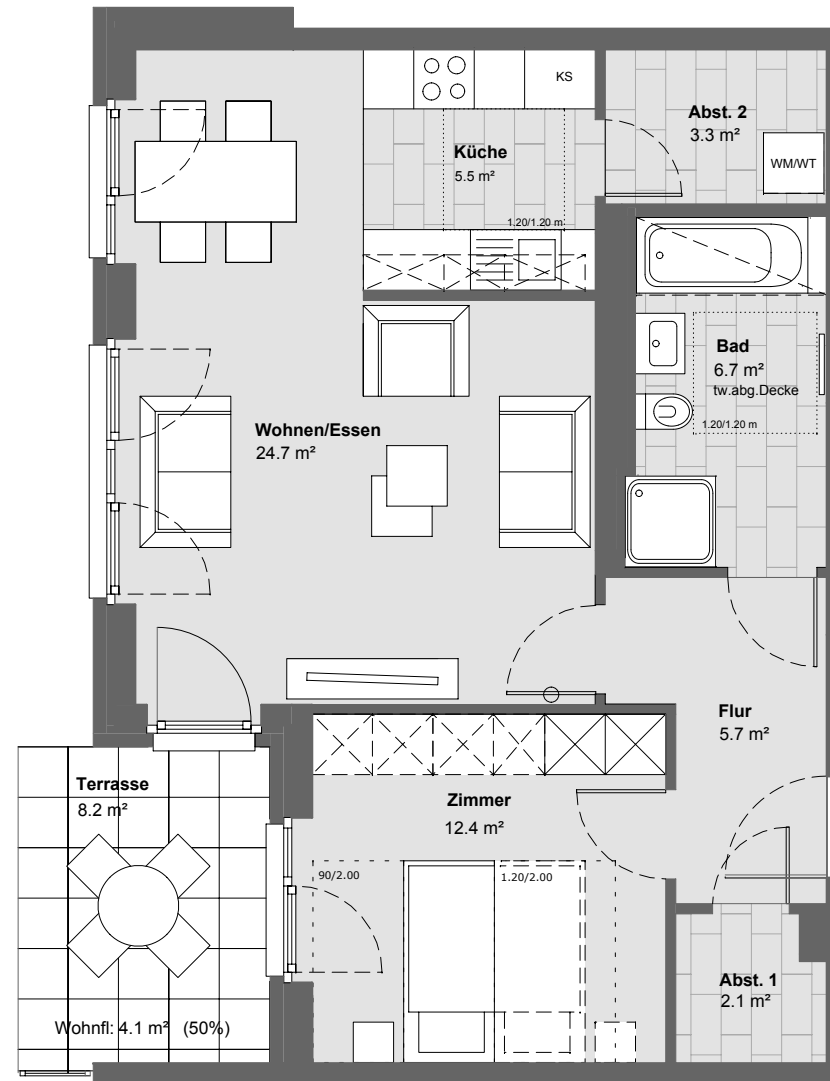 KS
Abst. 2
3.3 m²
WM/WT
Küche
5.5 m²
1.20/1.20 m
Bad
6.7 m²
tw.abg.Decke
1.20/1.20 m
Wohnen/Essen
24.7 m²
Flur
5.7 m²
Terrasse
8.2 m²
Zimmer
12.4 m²
90/2.00
1.20/2.00
Abst. 1
2.1 m²
Wohnfl: 4.1 m² (50%)